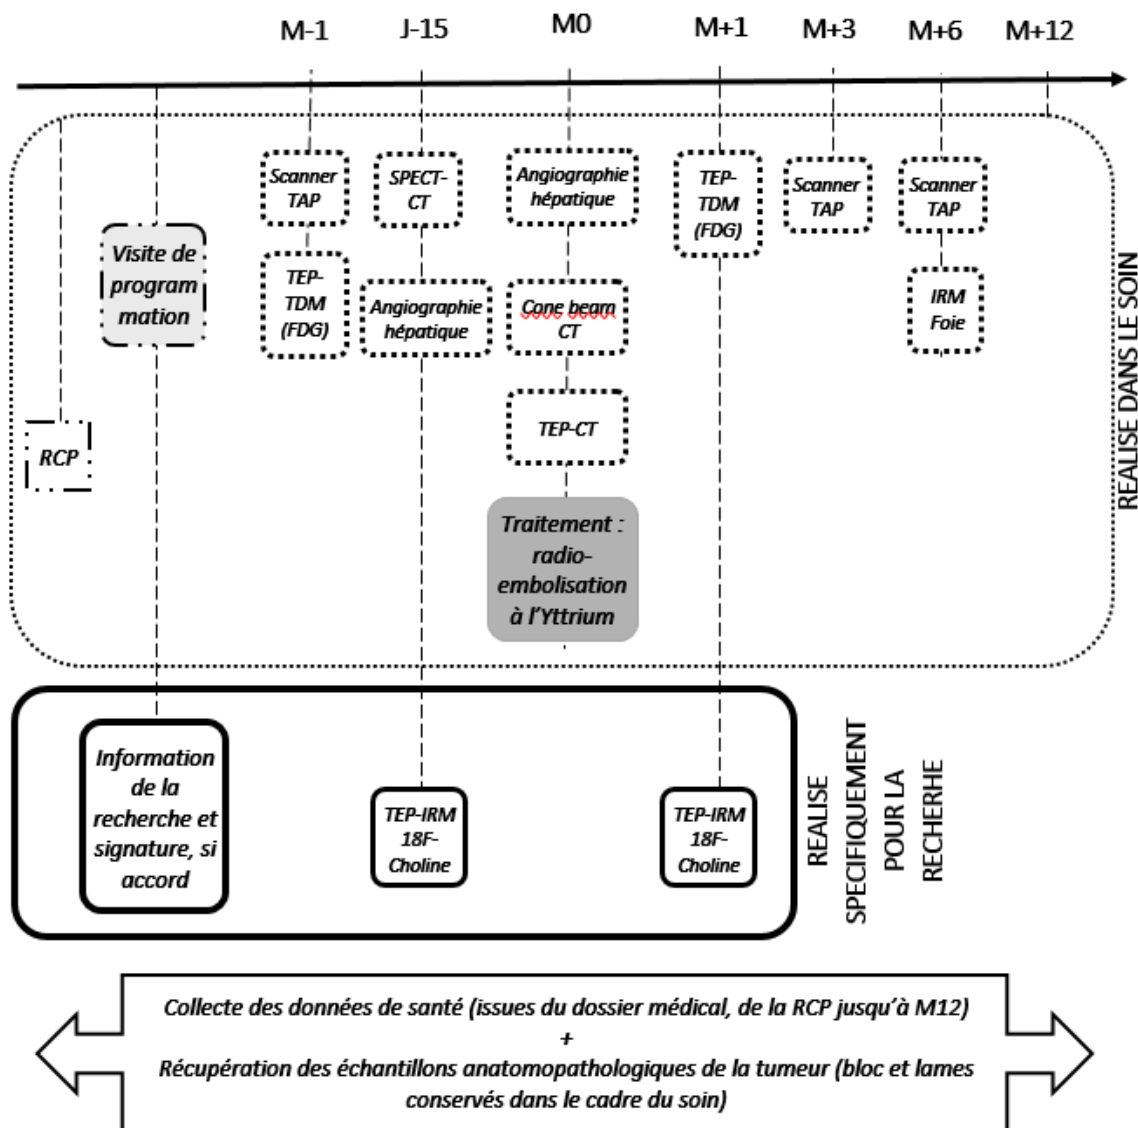 M-1
J-15
M0
M+1
M+3
M+6
M+12
Scanner
TAP
TEP-
TDM
(FDG)
SPECT-
CT
Angiographie
hépatique
Angiographie
hépatique
Cone beam
CT
TEP-CT
Traitement :
radio-
embolisation
à l'Yttrium
TEP-
TDM
(FDG)
Scanner
TAP
Scanner
TAP
IRM
Foie
Visite de
program
mation
RCP
REALISE DANS LE SOIN
Information
de la
recherche et
signature, si
accord
TEP-IRM
18F-
Choline
TEP-IRM
18F-
Choline
REALISE
SPECIFIQUEMENT
POUR LA
RECHERHE
Collecte des données de santé (issues du dossier médical, de la RCP jusqu'à M12)
+
Récupération des échantillons anatomopathologiques de la tumeur (bloc et lames
conservés dans le cadre du soin)